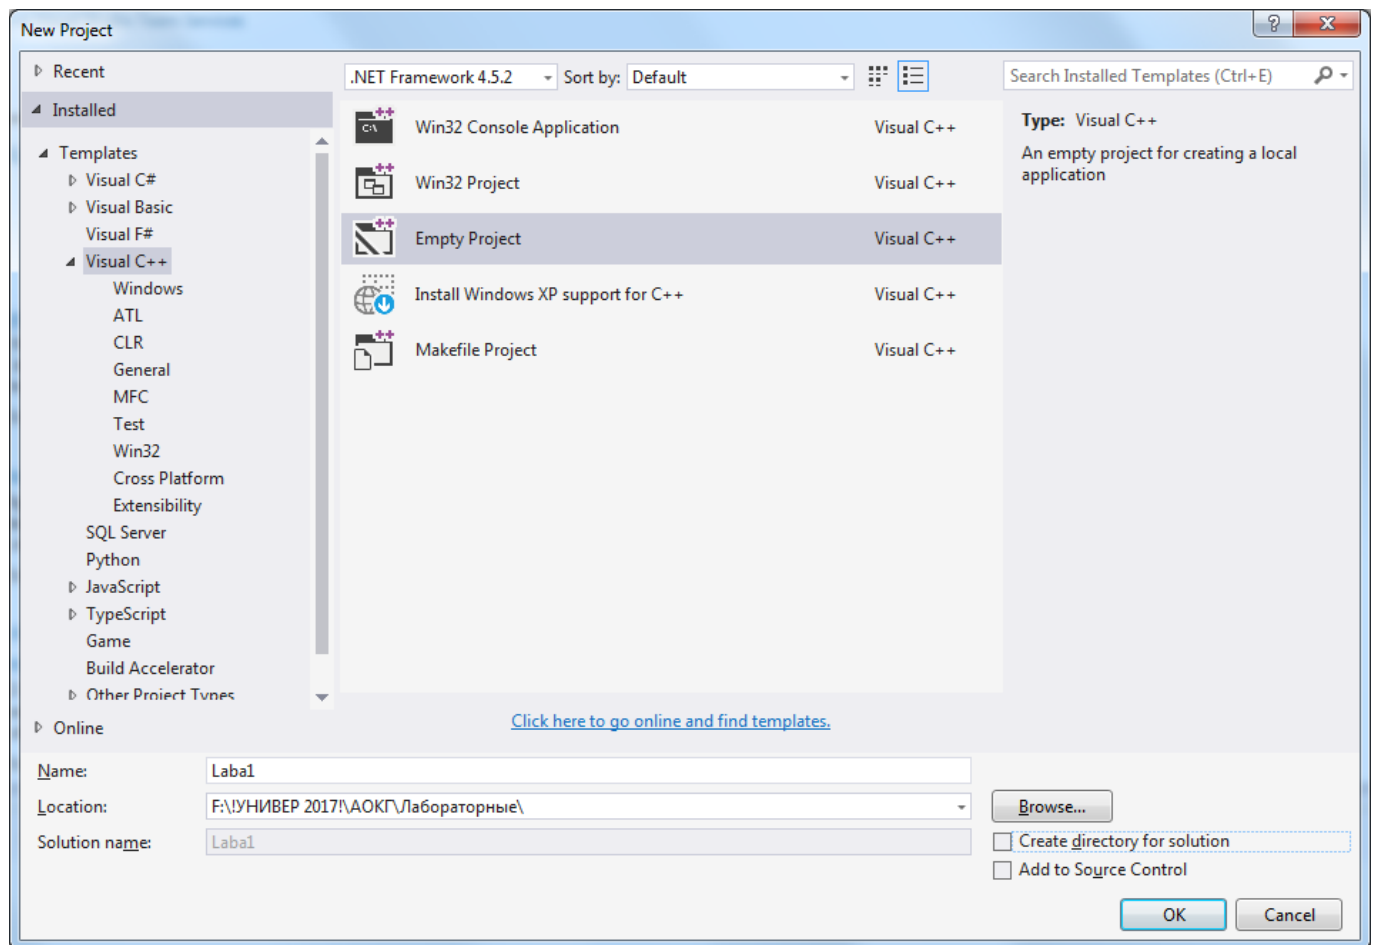 New Project
Recent
Installed
Templates
Visual C#
Visual Basic
Visual F#
Visual C++
Windows
ATL
CLR
General
MFC
Test
Win32
Cross Platform
Extensibility
SQL Server
Python
JavaScript
TypeScript
Game
Build Accelerator
Other Project Types
Online
.NET Framework 4.5.2
Sort by: Default
Win32 Console Application Visual C++
Win32 Project Visual C++
Empty Project Visual C++
Install Windows XP support for C++ Visual C++
Makefile Project Visual C++
Click here to go online and find templates.
Search Installed Templates (Ctrl+E)
Type: Visual C++
An empty project for creating a local
application
Name: Laba1
Location: F:\!УНИВЕР 2017!\АОКГ\Лабораторные\
Browse...
Solution name: Laba1
Create directory for solution
Add to Source Control
OK
Cancel